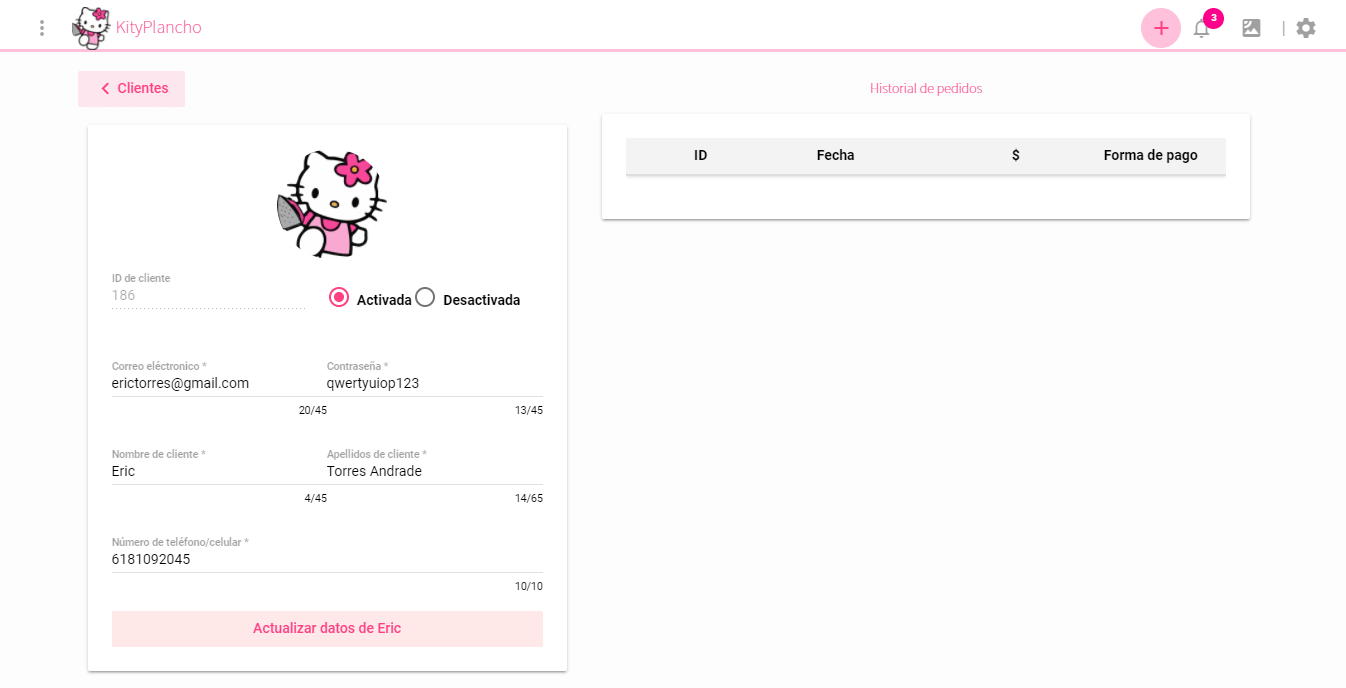 KityPlancho
3
|
Clientes
Historial de pedidos
ID Fecha $ Forma de pago
ID de cliente
186
Activada Desactivada
Correo eléctronico * Contraseña *
erictorres@gmail.com qwertyuiop123
20/45 13/45
Nombre de cliente * Apellidos de cliente *
Eric Torres Andrade
4/45 14/65
Número de teléfono/celular *
6181092045
10/10
Actualizar datos de Eric